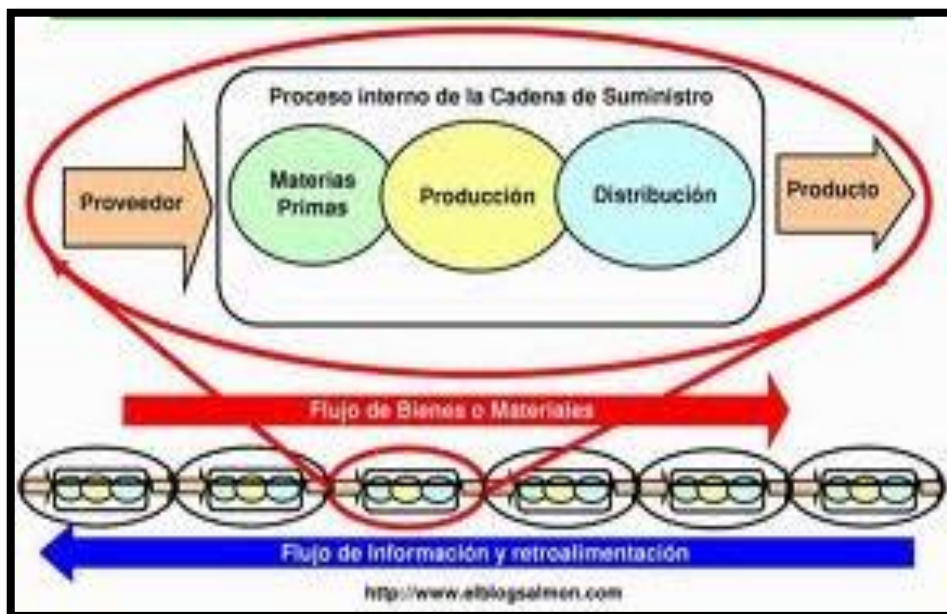 Proceso interno de la Cadena de Suministro
Proveedor
Materias
Primas
Producción
Distribución
Producto
Flujo de Bienes o Materiales
Flujo de Información y retroalimentación
http://www.elblogsalmon.com